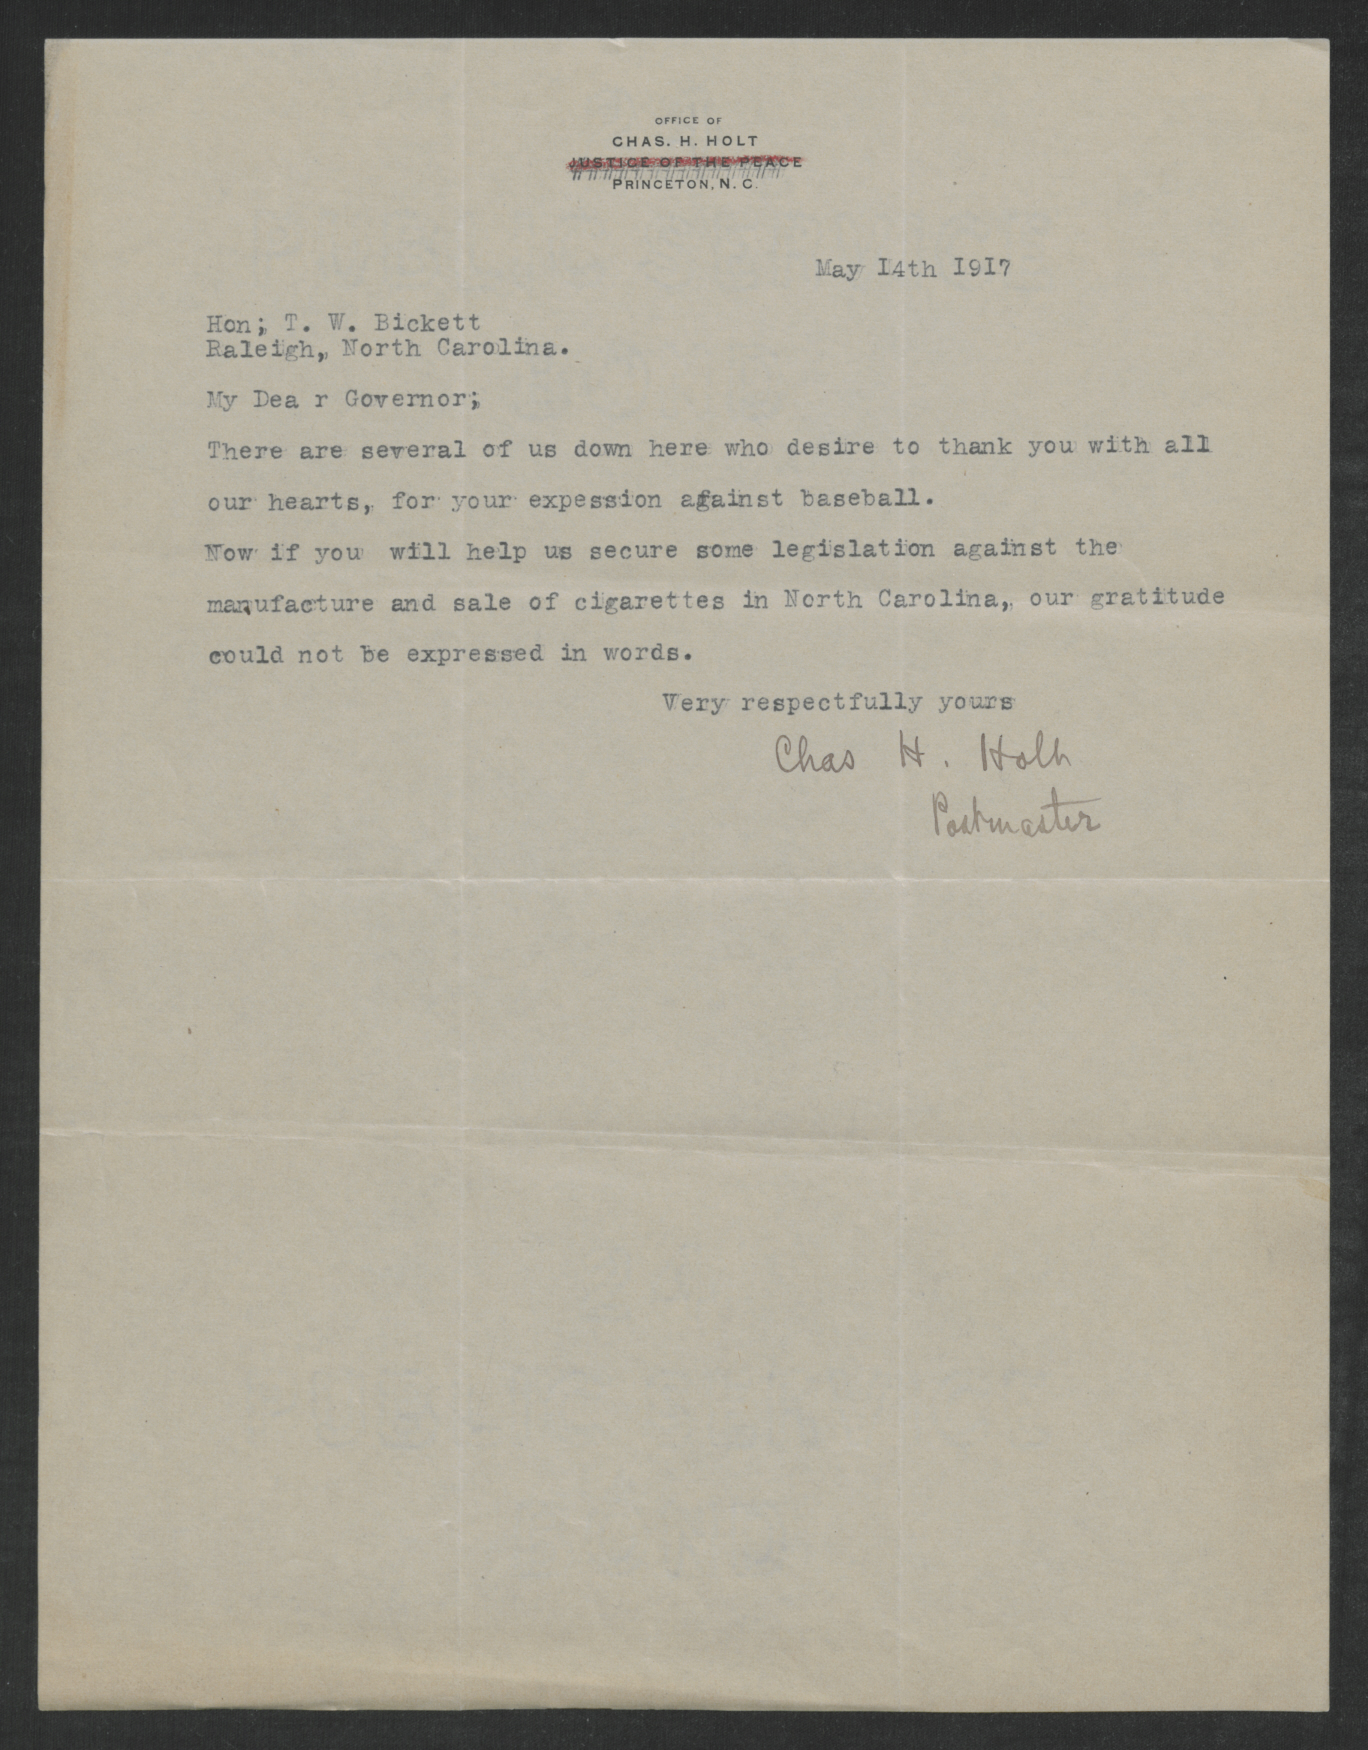 OFFICE OF
CHAS. H. HOLT
JUSTICE OF THE PEACE
PRINCETON, N. C.
May I4th I9I7
Hon; T. W. Bickett
Raleigh, North Carolina.
My Dea r Governor;
There are several of us down here who desire to thank you with all
our hearts, for your expession against baseball.
Now if you will help us secure some legislation against the
manufacture and sale of cigarettes in North Carolina, our gratitude
could not be expressed in words.
Very respectfully yours
Chas H. Holt
Postmaster